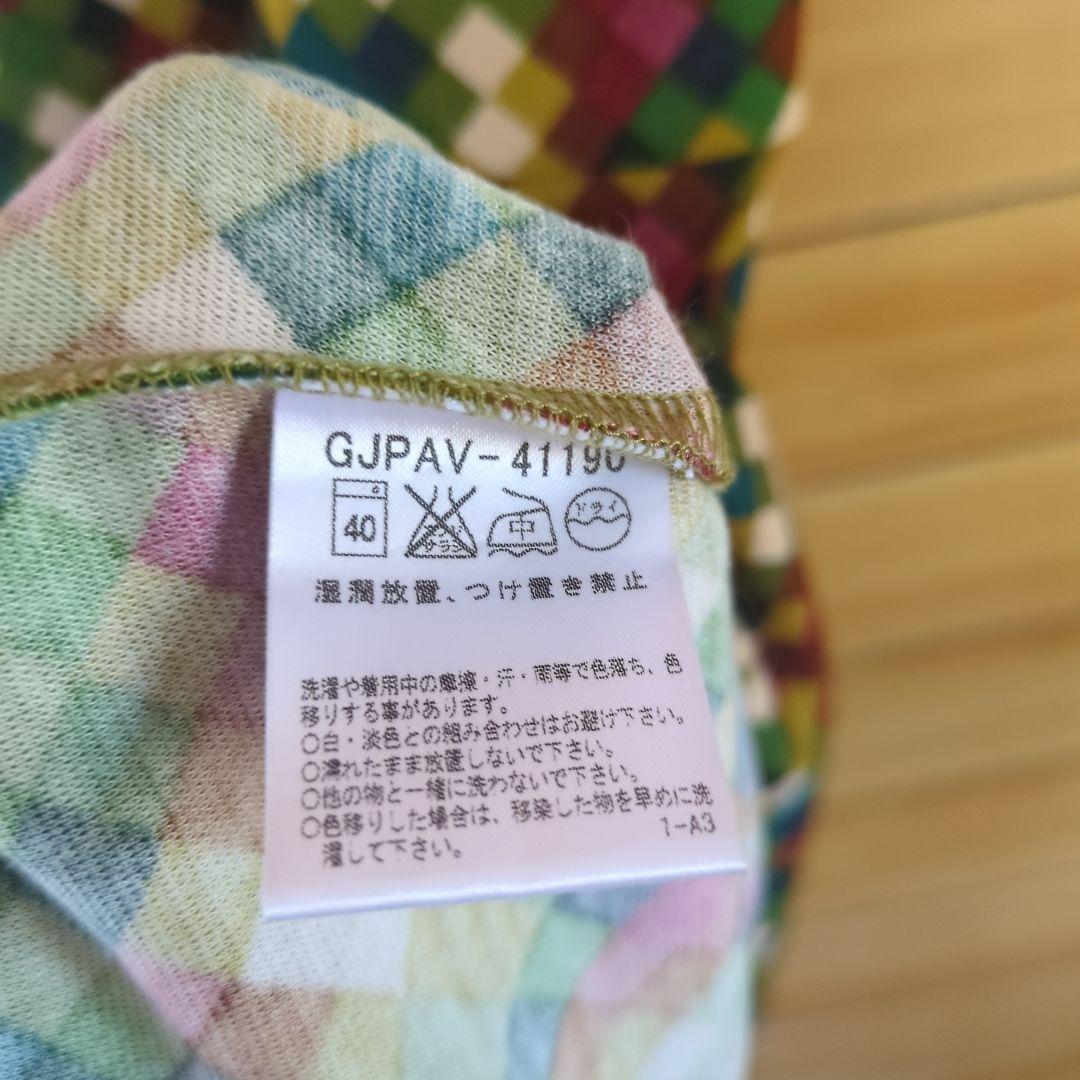 GJPAV-41190
40
エンソ
サラシ
中
ドライ
湿潤放置、つけ置き禁止
洗濯や着用中の摩擦・汗・雨等で色落ち、色
移りする事があります。
○白・淡色との組み合わせはお避け下さい。
○濡れたまま放置しないで下さい。
○他の物と一緒に洗わないで下さい。
○色移りした場合は、移染した物を早めに洗
濯して下さい。
1-A3